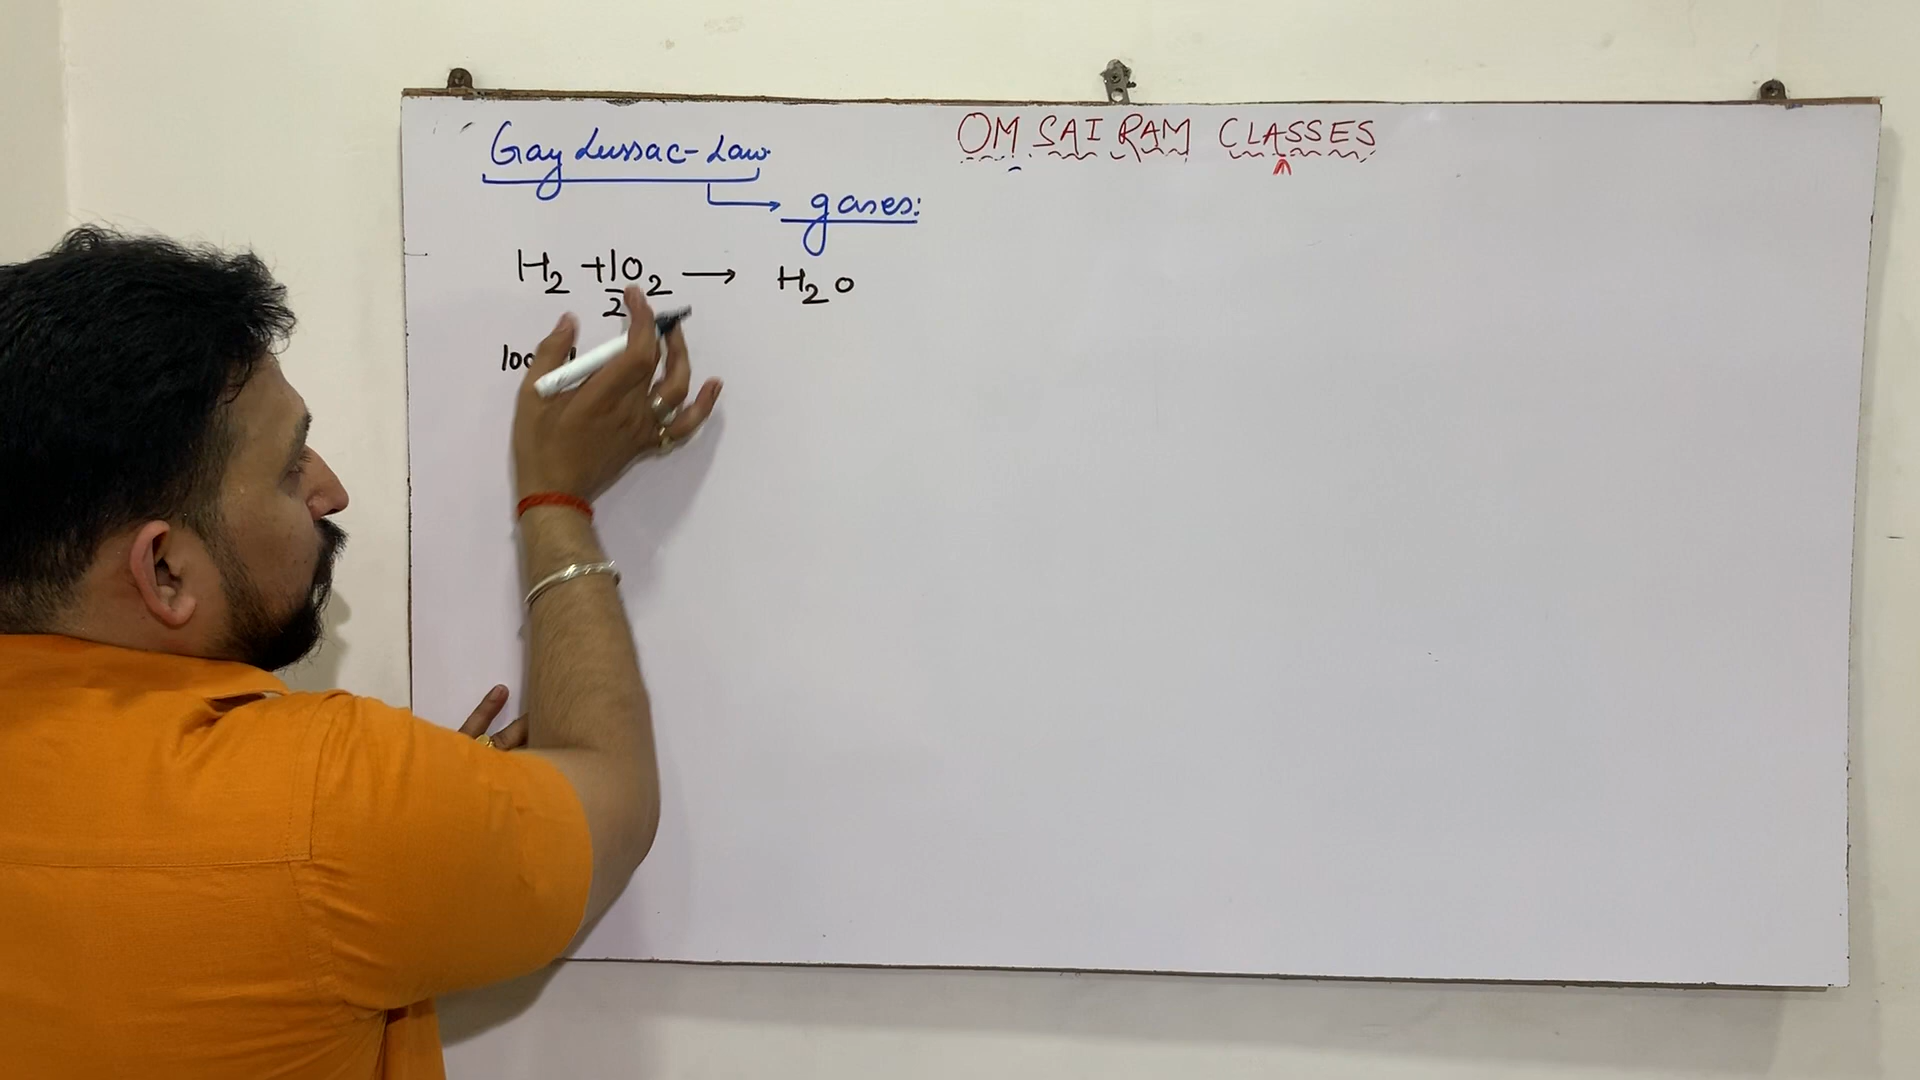 OM SAI RAM CLASSES
Gay Lussac-Law.
gases:
H2 + 1/2 O2 → H2O